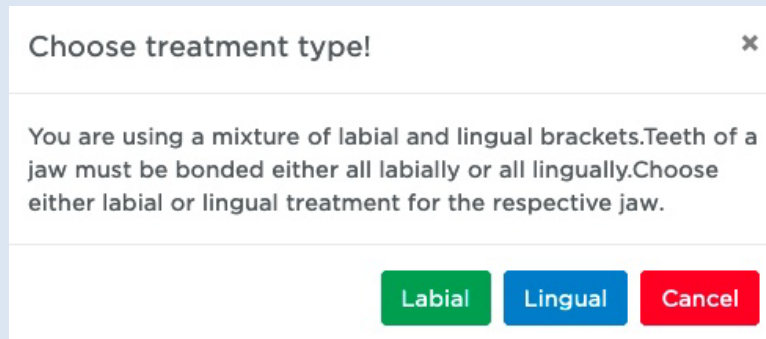 Choose treatment type!
×
You are using a mixture of labial and lingual brackets.Teeth of a
jaw must be bonded either all labially or all lingually.Choose
either labial or lingual treatment for the respective jaw.
Labial Lingual Cancel